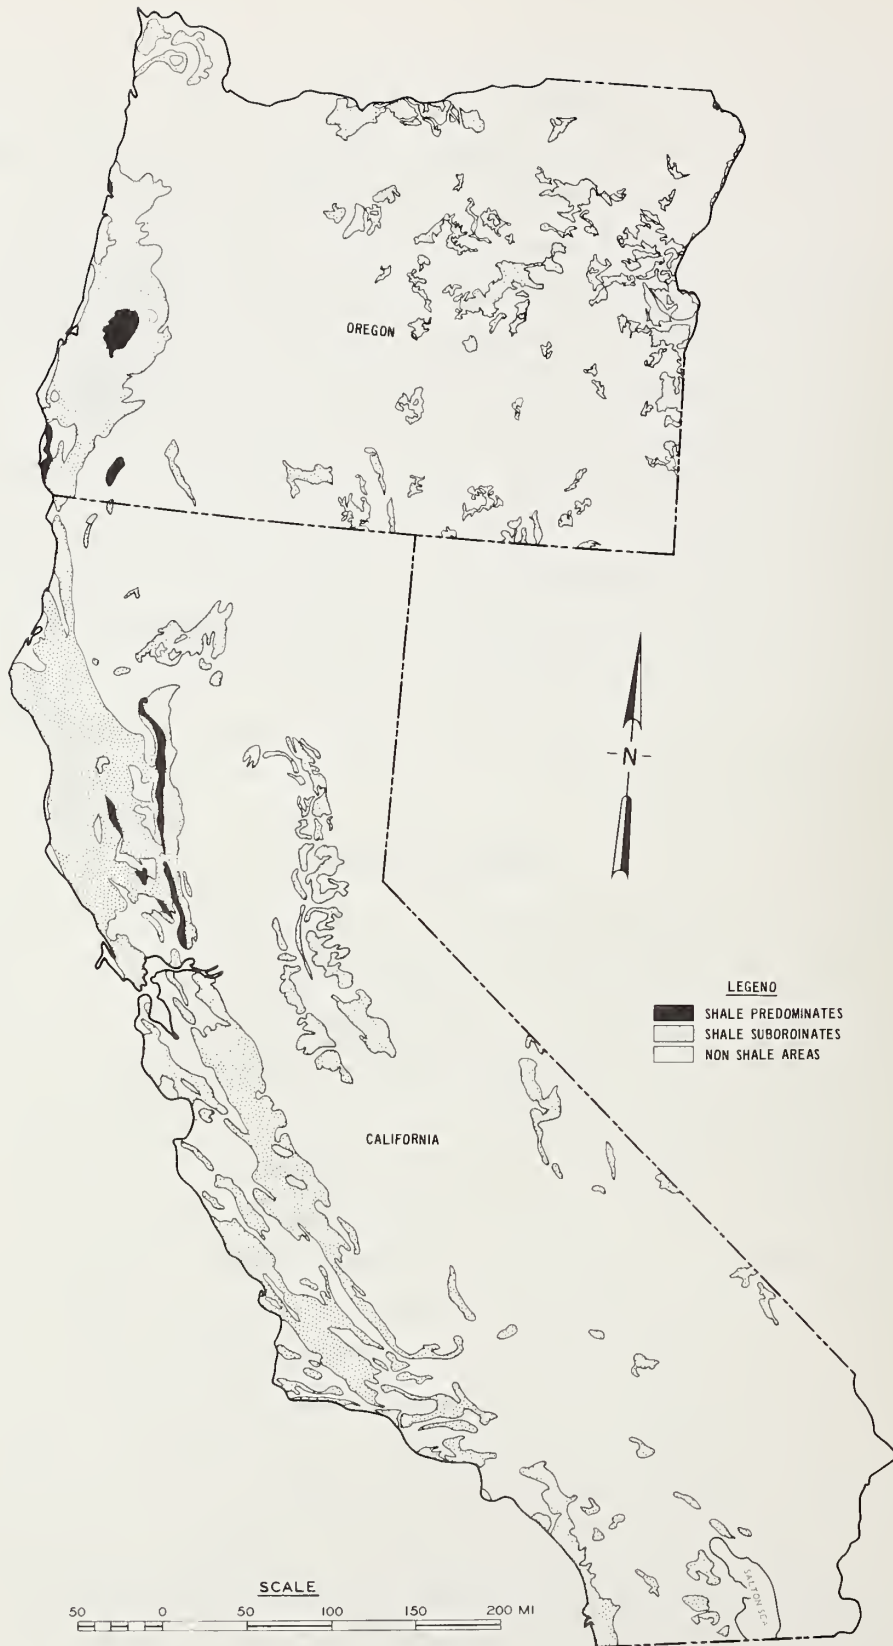 OREGON
-N-
LEGEND
SHALE PREDOMINATES
SHALE SUBORDINATES
NON SHALE AREAS
CALIFORNIA
SALTON SEA
SCALE
50 0 50 100 150 200 MI